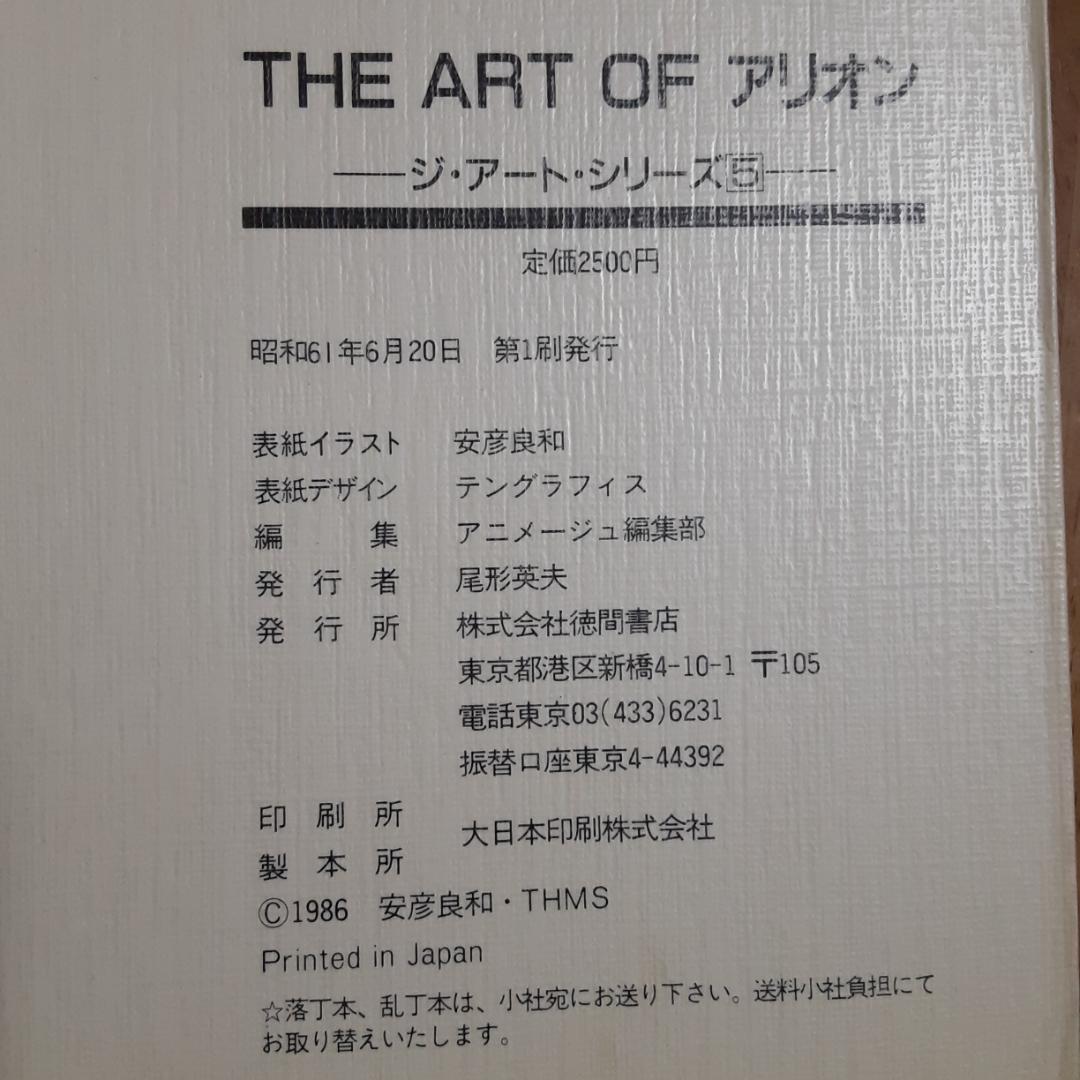 THE ART OF アリオン
――ジ・アート・シリーズ5――
定価2500円
昭和61年6月20日 第1刷発行
表紙イラスト 安彦良和
表紙デザイン テングラフィス
編集 アニメージュ編集部
発行者 尾形英夫
発行所 株式会社徳間書店
東京都港区新橋4-10-1 〒105
電話東京03(433)6231
振替口座東京4-44392
印刷所
製本所 大日本印刷株式会社
©1986 安彦良和・THMS
Printed in Japan
☆落丁本、乱丁本は、小社宛にお送り下さい。送料小社負担にて
お取り替えいたします。